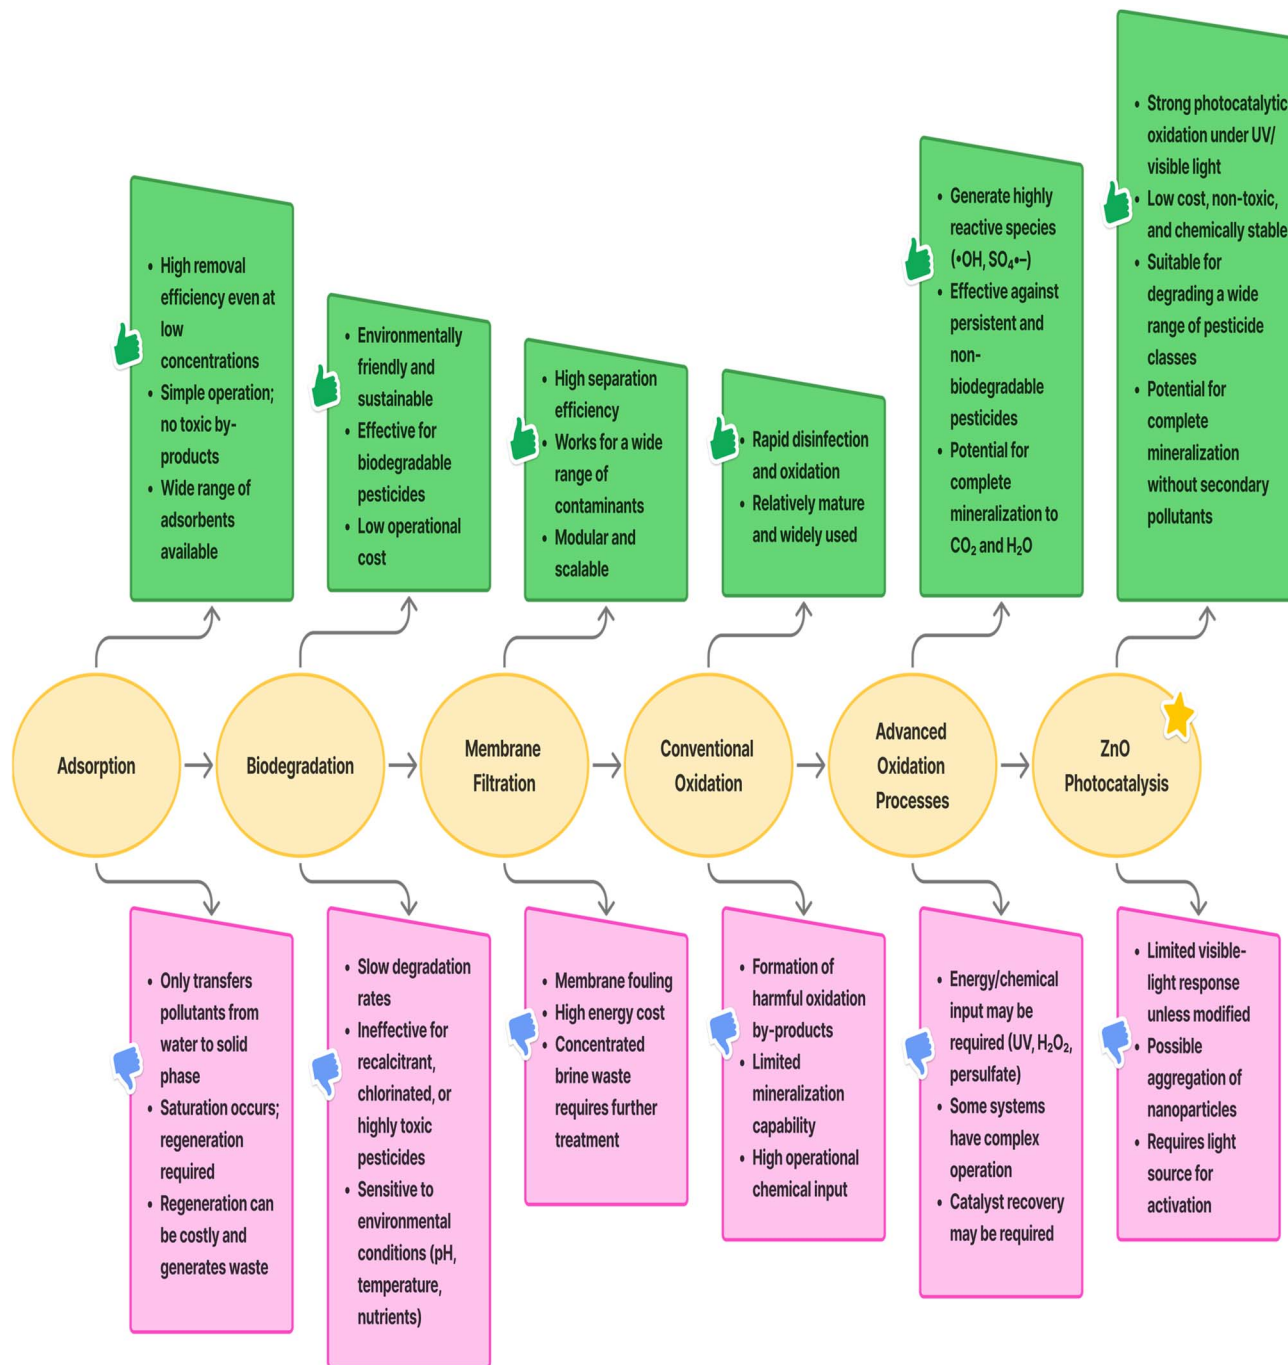 • High removal
efficiency even at
low
concentrations
• Simple operation;
no toxic by-
products
• Wide range of
adsorbents
available
• Environmentally
friendly and
sustainable
• Effective for
biodegradable
pesticides
• Low operational
cost
• High separation
efficiency
• Works for a wide
range of
contaminants
• Modular and
scalable
• Rapid disinfection
and oxidation
• Relatively mature
and widely used
• Generate highly
reactive species
(•OH, SO₄•–)
• Effective against
persistent and
non-
biodegradable
pesticides
• Potential for
complete
mineralization to
CO₂ and H₂O
• Strong photocatalytic
oxidation under UV/
visible light
• Low cost, non-toxic,
and chemically stable
• Suitable for
degrading a wide
range of pesticide
classes
• Potential for
complete
mineralization
without secondary
pollutants
Adsorption
Biodegradation
Membrane
Filtration
Conventional
Oxidation
Advanced
Oxidation
Processes
ZnO
Photocatalysis
• Only transfers
pollutants from
water to solid
phase
• Saturation occurs;
regeneration
required
• Regeneration can
be costly and
generates waste
• Slow degradation
rates
• Ineffective for
recalcitrant,
chlorinated, or
highly toxic
pesticides
• Sensitive to
environmental
conditions (pH,
temperature,
nutrients)
• Membrane fouling
• High energy cost
• Concentrated
brine waste
requires further
treatment
• Formation of
harmful oxidation
by-products
• Limited
mineralization
capability
• High operational
chemical input
• Energy/chemical
input may be
required (UV, H₂O₂,
persulfate)
• Some systems
have complex
operation
• Catalyst recovery
may be required
• Limited visible-
light response
unless modified
• Possible
aggregation of
nanoparticles
• Requires light
source for
activation